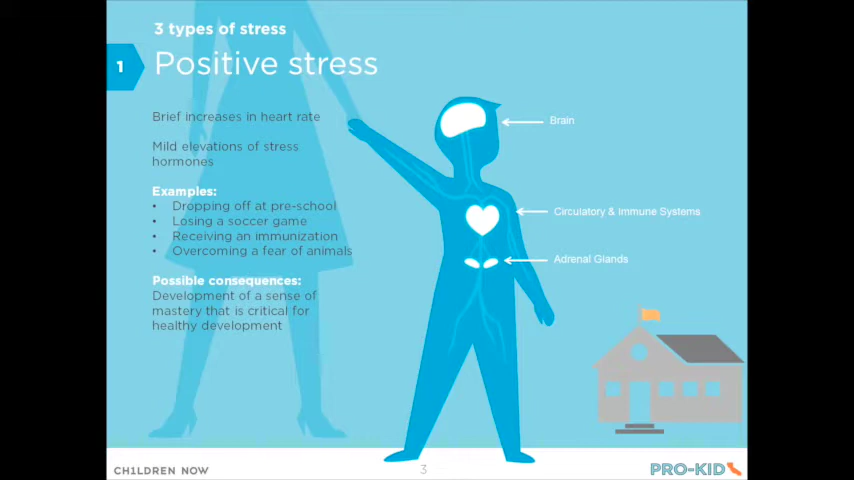 3 types of stress
1
Positive stress
Brief increases in heart rate
Mild elevations of stress
hormones
Examples:
• Dropping off at pre-school
• Losing a soccer game
• Receiving an immunization
• Overcoming a fear of animals
Possible consequences:
Development of a sense of
mastery that is critical for
healthy development
Brain
Circulatory & Immune Systems
Adrenal Glands
CH1LDREN NOW
3
PRO-KID